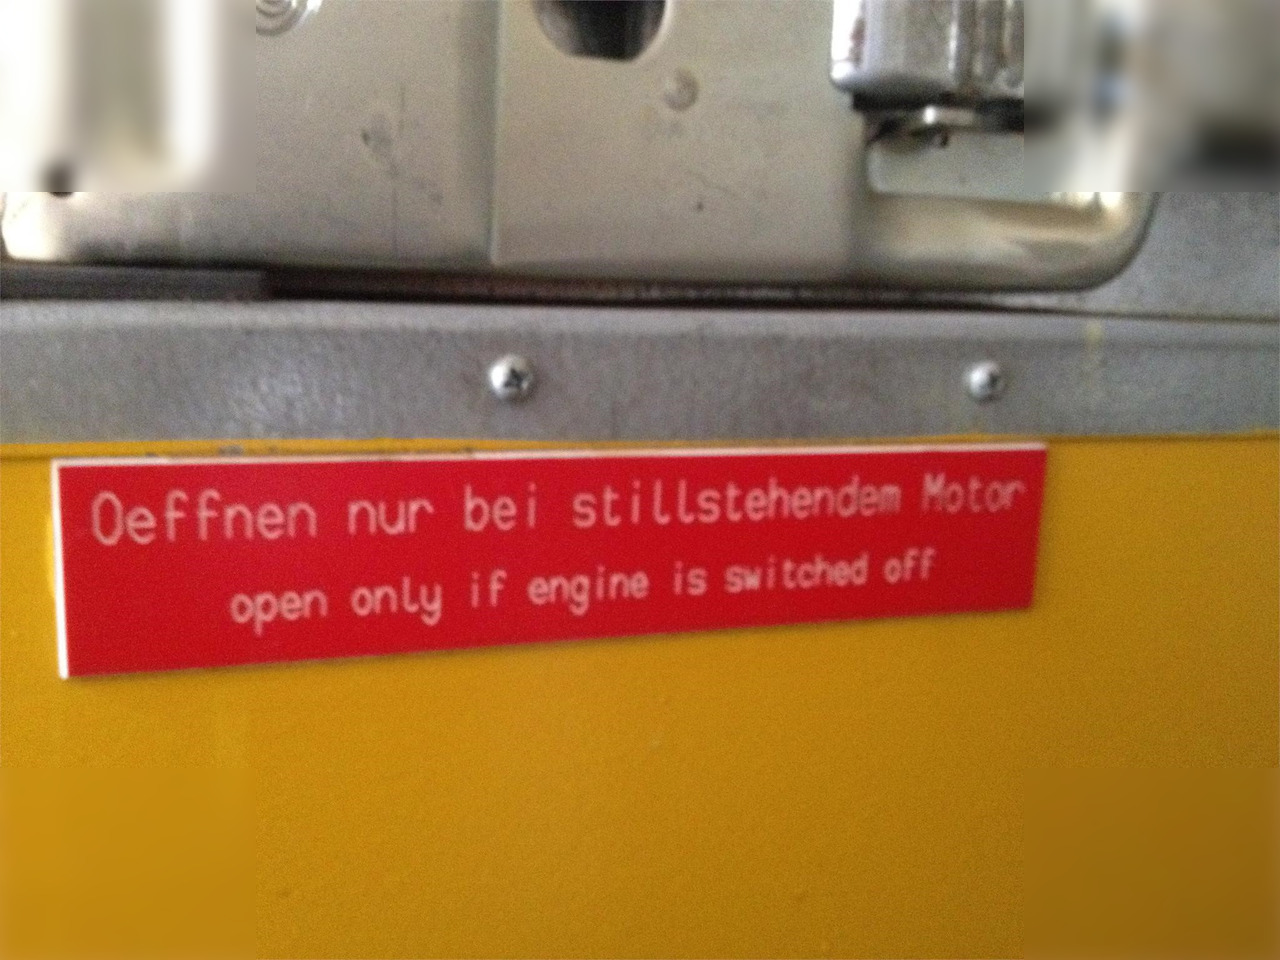 Oeffnen nur bei stillstehendem Motor
open only if engine is switched off